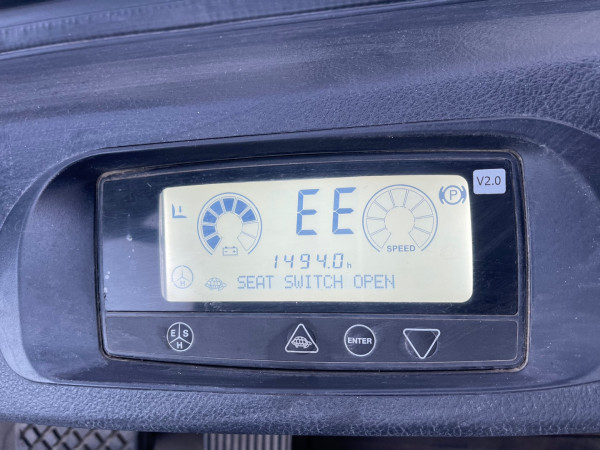 V2.0
P
EE
SPEED
1494.0h
H
SEAT SWITCH OPEN
E S
H
ENTER